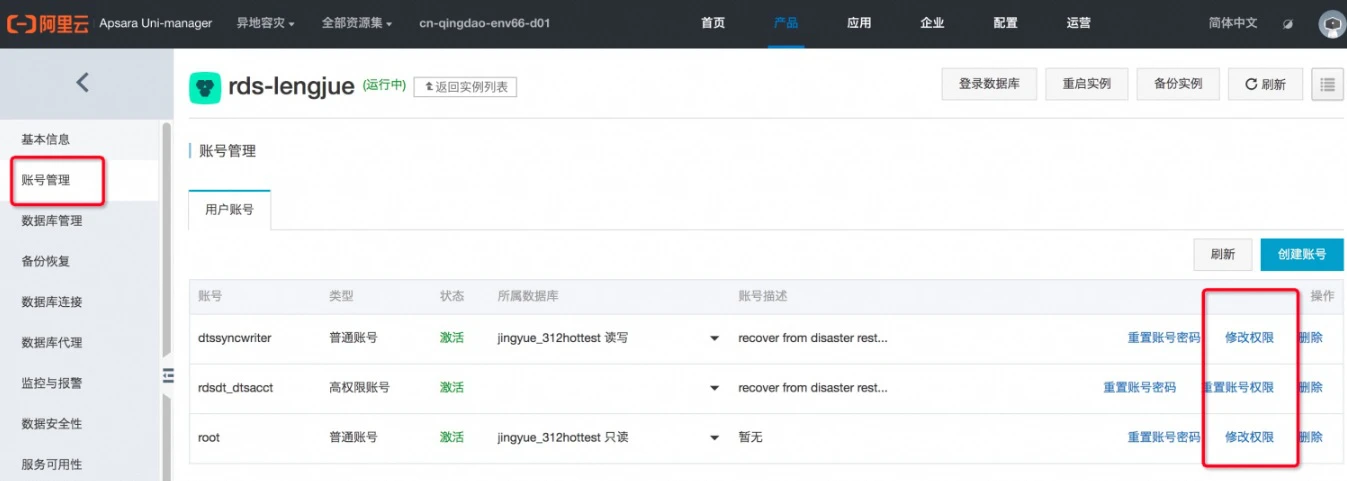 阿里云 Apsara Uni-manager 异地容灾 全部资源集 cn-qingdao-env66-d01 首页 产品 应用 企业 配置 运营 简体中文
rds-lengjue (运行中) 返回实例列表 登录数据库 重启实例 备份实例 刷新
基本信息
账号管理
数据库管理
备份恢复
数据库连接
数据库代理
监控与报警
数据安全性
服务可用性
账号管理
用户账号
刷新 创建账号
账号 类型 状态 所属数据库 账号描述 操作
dtssyncwriter 普通账号 激活 jingyue_312hottest 读写 recover from disaster rest... 重置账号密码 修改权限 删除
rdsdt_dtsacct 高权限账号 激活 recover from disaster rest... 重置账号密码 重置账号权限 删除
root 普通账号 激活 jingyue_312hottest 只读 暂无 重置账号密码 修改权限 删除